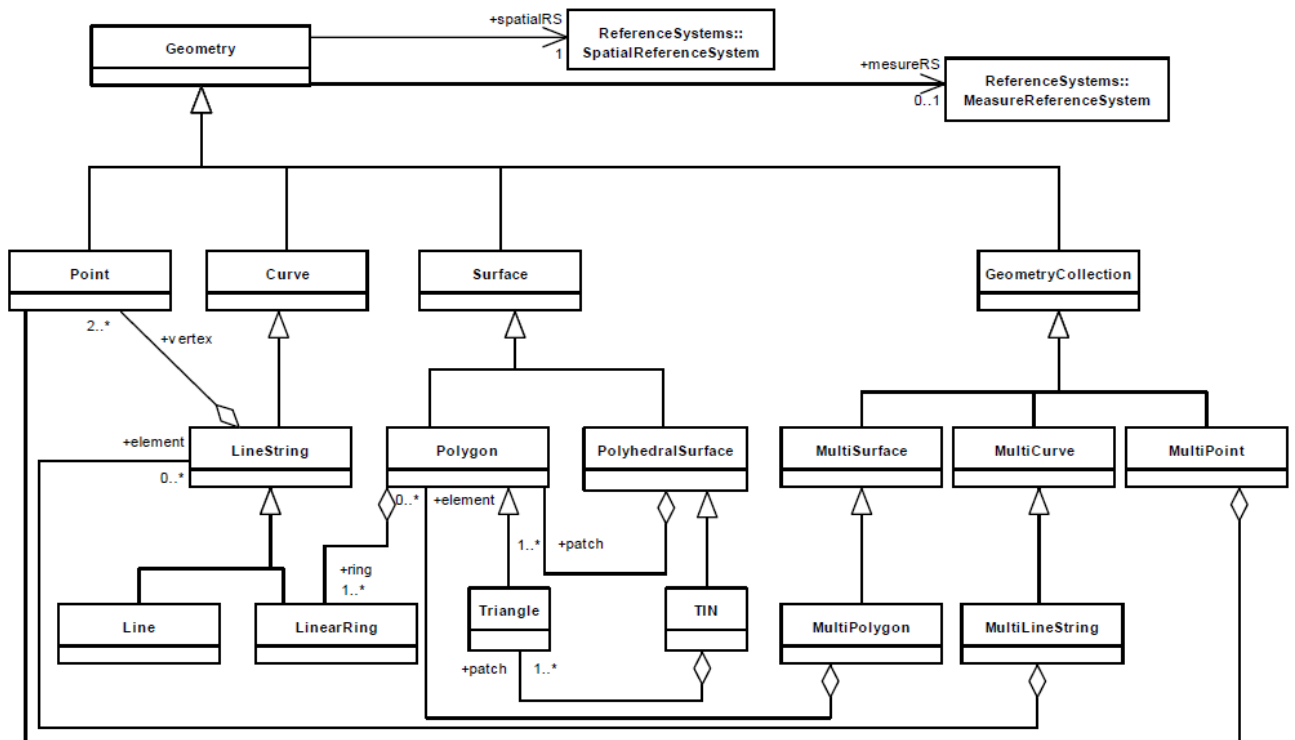 Geometry
+spatialRS
1
ReferenceSystems::
SpatialReferenceSystem
+mesureRS
0..1
ReferenceSystems::
MeasureReferenceSystem
Point
Curve
Surface
GeometryCollection
2..*
+vertex
+element
0..*
LineString
Polygon
PolyhedralSurface
MultiSurface
MultiCurve
MultiPoint
0..*
+element
1..*
+patch
+ring
1..*
Line
LinearRing
Triangle
TIN
MultiPolygon
MultiLineString
+patch
1..*